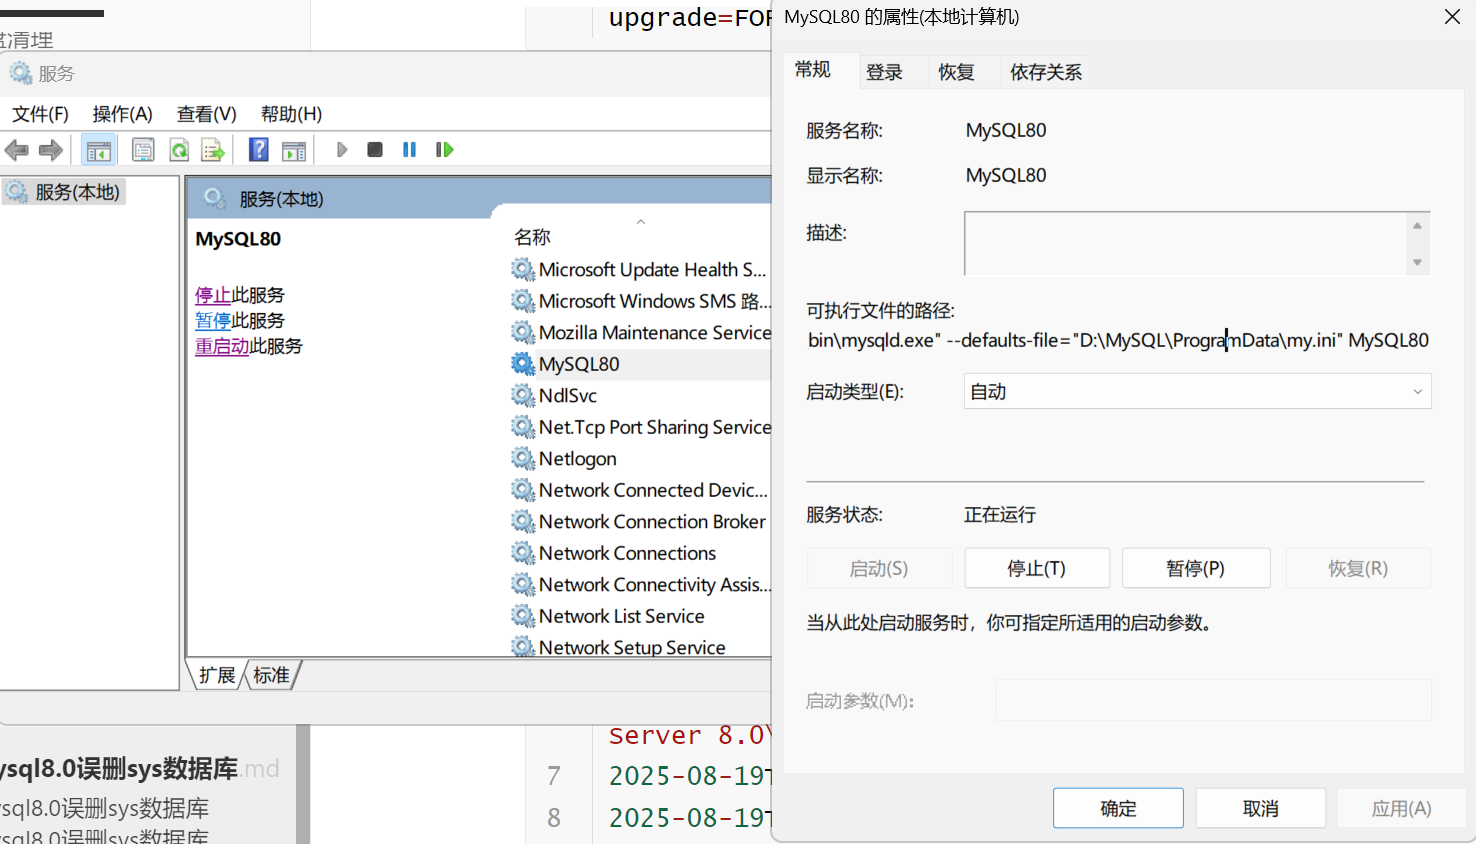 upgrade=FOR
服务
文件(F) 操作(A) 查看(V) 帮助(H)
服务(本地)
服务(本地)
MySQL80
停止此服务
暂停此服务
重启动此服务
名称
Microsoft Update Health S...
Microsoft Windows SMS 路...
Mozilla Maintenance Service
MySQL80
NdlSvc
Net.Tcp Port Sharing Service
Netlogon
Network Connected Devic...
Network Connection Broker
Network Connections
Network Connectivity Assis...
Network List Service
Network Setup Service
扩展 标准
Server 8.0\
7 2025-08-19T
8 2025-08-19T
ysql8.0误删sys数据库.md
sql8.0误删sys数据库
sql8.0误删sys数据库
MySQL80 的属性(本地计算机)
常规 登录 恢复 依存关系
服务名称: MySQL80
显示名称: MySQL80
描述:
可执行文件的路径:
bin\mysqld.exe" --defaults-file="D:\MySQL\ProgramData\my.ini" MySQL80
启动类型(E): 自动
服务状态: 正在运行
启动(S) 停止(T) 暂停(P) 恢复(R)
当从此处启动服务时，你可指定所适用的启动参数。
启动参数(M):
确定 取消 应用(A)